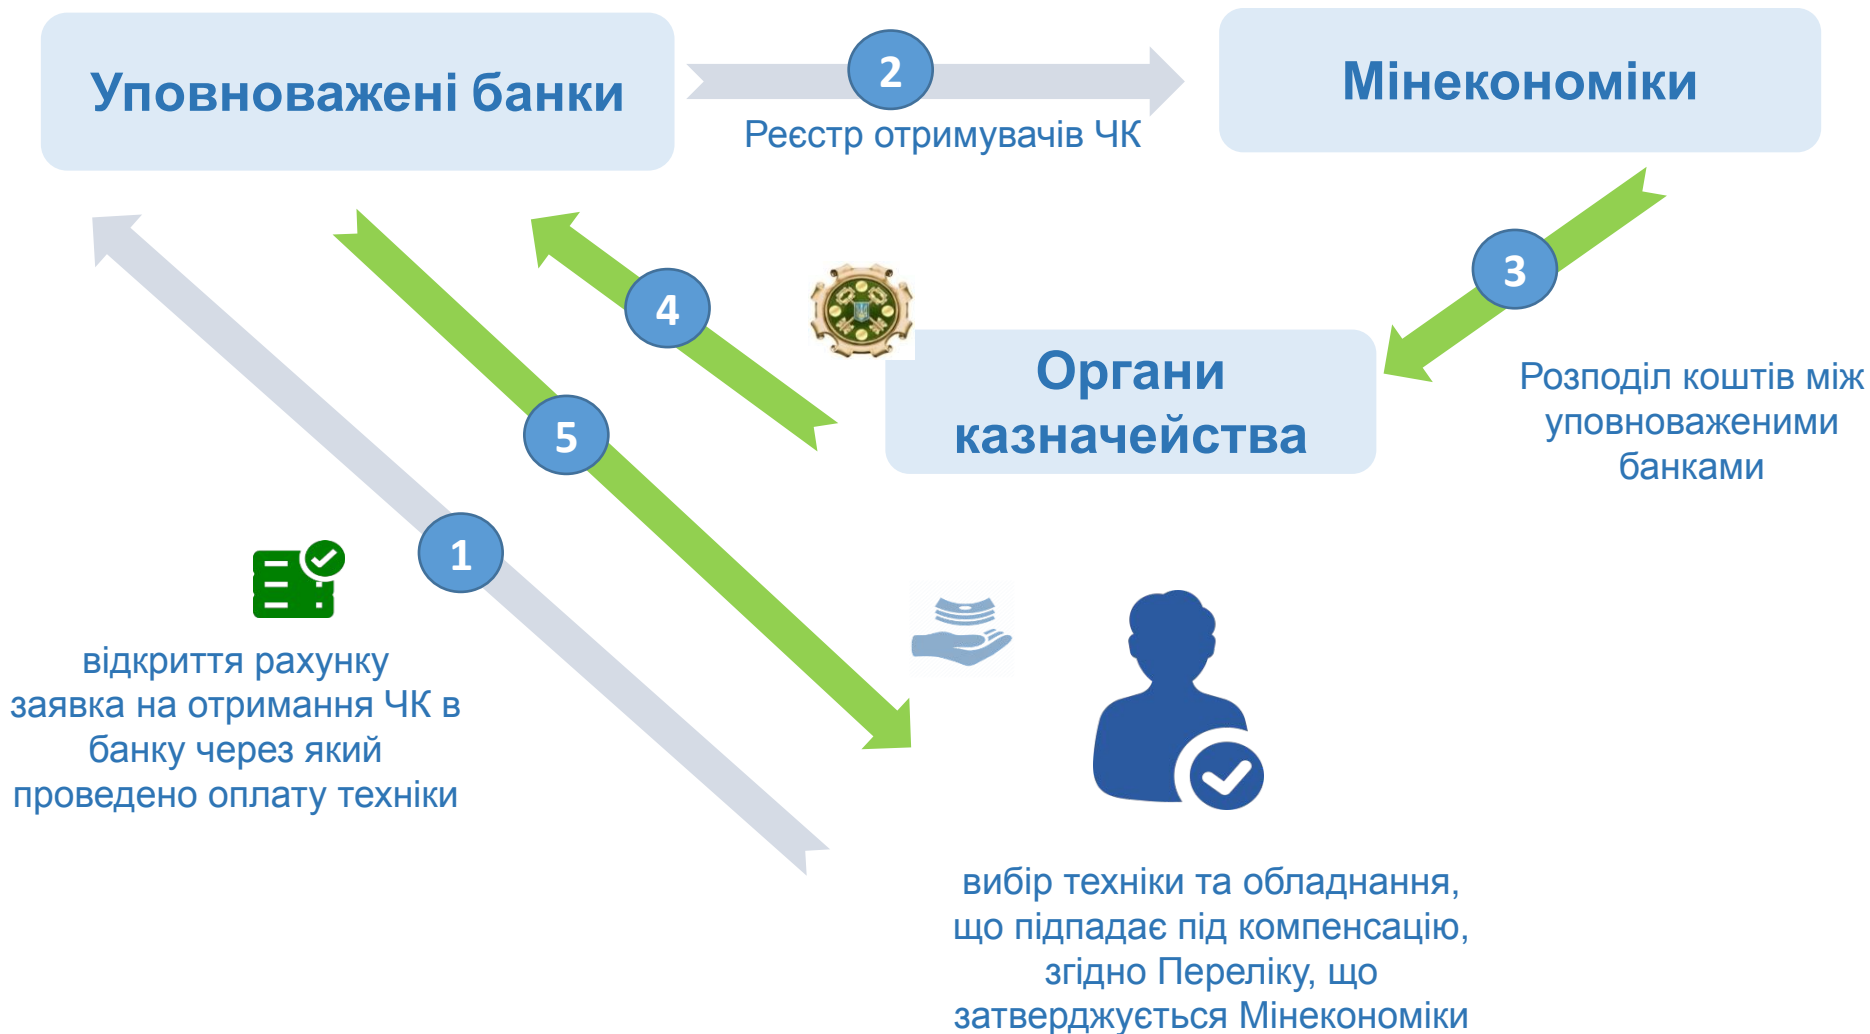 Уповноважені банки
2
Реєстр отримувачів ЧК
Мінекономіки
3
Розподіл коштів між
уповноваженими
банками
4
Органи
казначейства
5
1
відкриття рахунку
заявка на отримання ЧК в
банку через який
проведено оплату техніки
вибір техніки та обладнання,
що підпадає під компенсацію,
згідно Переліку, що
затверджується Мінекономіки